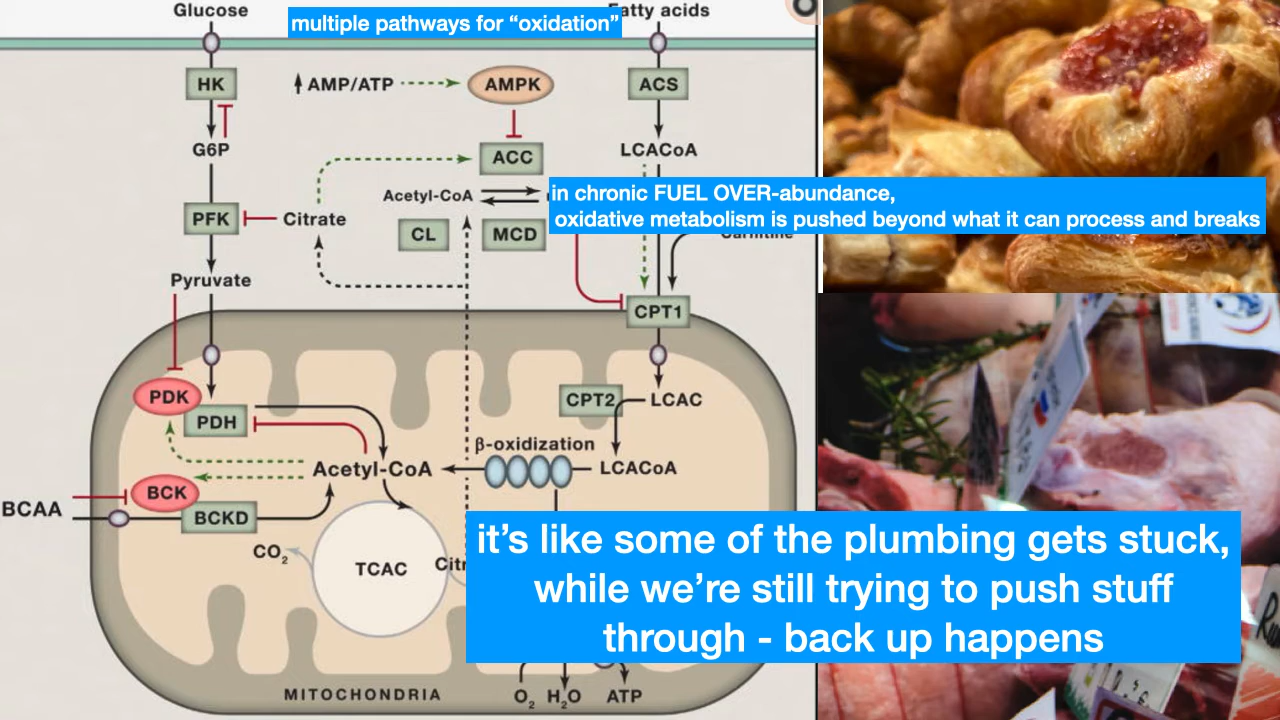 Glucose
multiple pathways for “oxidation”
Fatty acids
HK
AMP/ATP
AMPK
ACS
G6P
ACC
LCACoA
Acetyl-CoA
in chronic FUEL OVER-abundance,
oxidative metabolism is pushed beyond what it can process and breaks
PFK
Citrate
CL
MCD
Carnitine
Pyruvate
CPT1
PDK
PDH
CPT2
LCAC
β-oxidization
Acetyl-CoA
LCACoA
BCK
BCAA
BCKD
CO2
TCAC
it’s like some of the plumbing gets stuck,
while we’re still trying to push stuff
through - back up happens
MITOCHONDRIA
O2
H2O
ATP